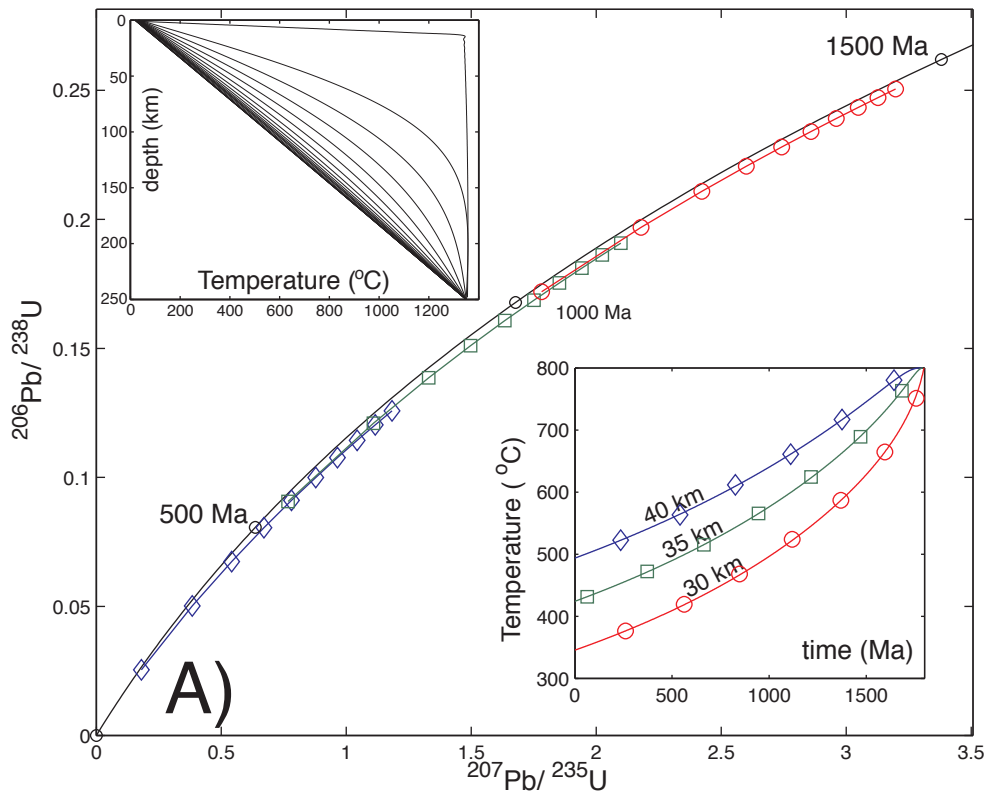 0
50
100
150
200
250
depth (km)
Temperature (°C)
0 200 400 600 800 1000 1200
1500 Ma
1000 Ma
500 Ma
A)
0.25
0.2
0.15
0.1
0.05
0
²⁰⁶Pb/ ²³⁸U
0 0.5 1 1.5 2 2.5 3 3.5
²⁰⁷Pb/ ²³⁵U
800
700
600
500
400
300
Temperature (°C)
40 km
35 km
30 km
time (Ma)
0 500 1000 1500